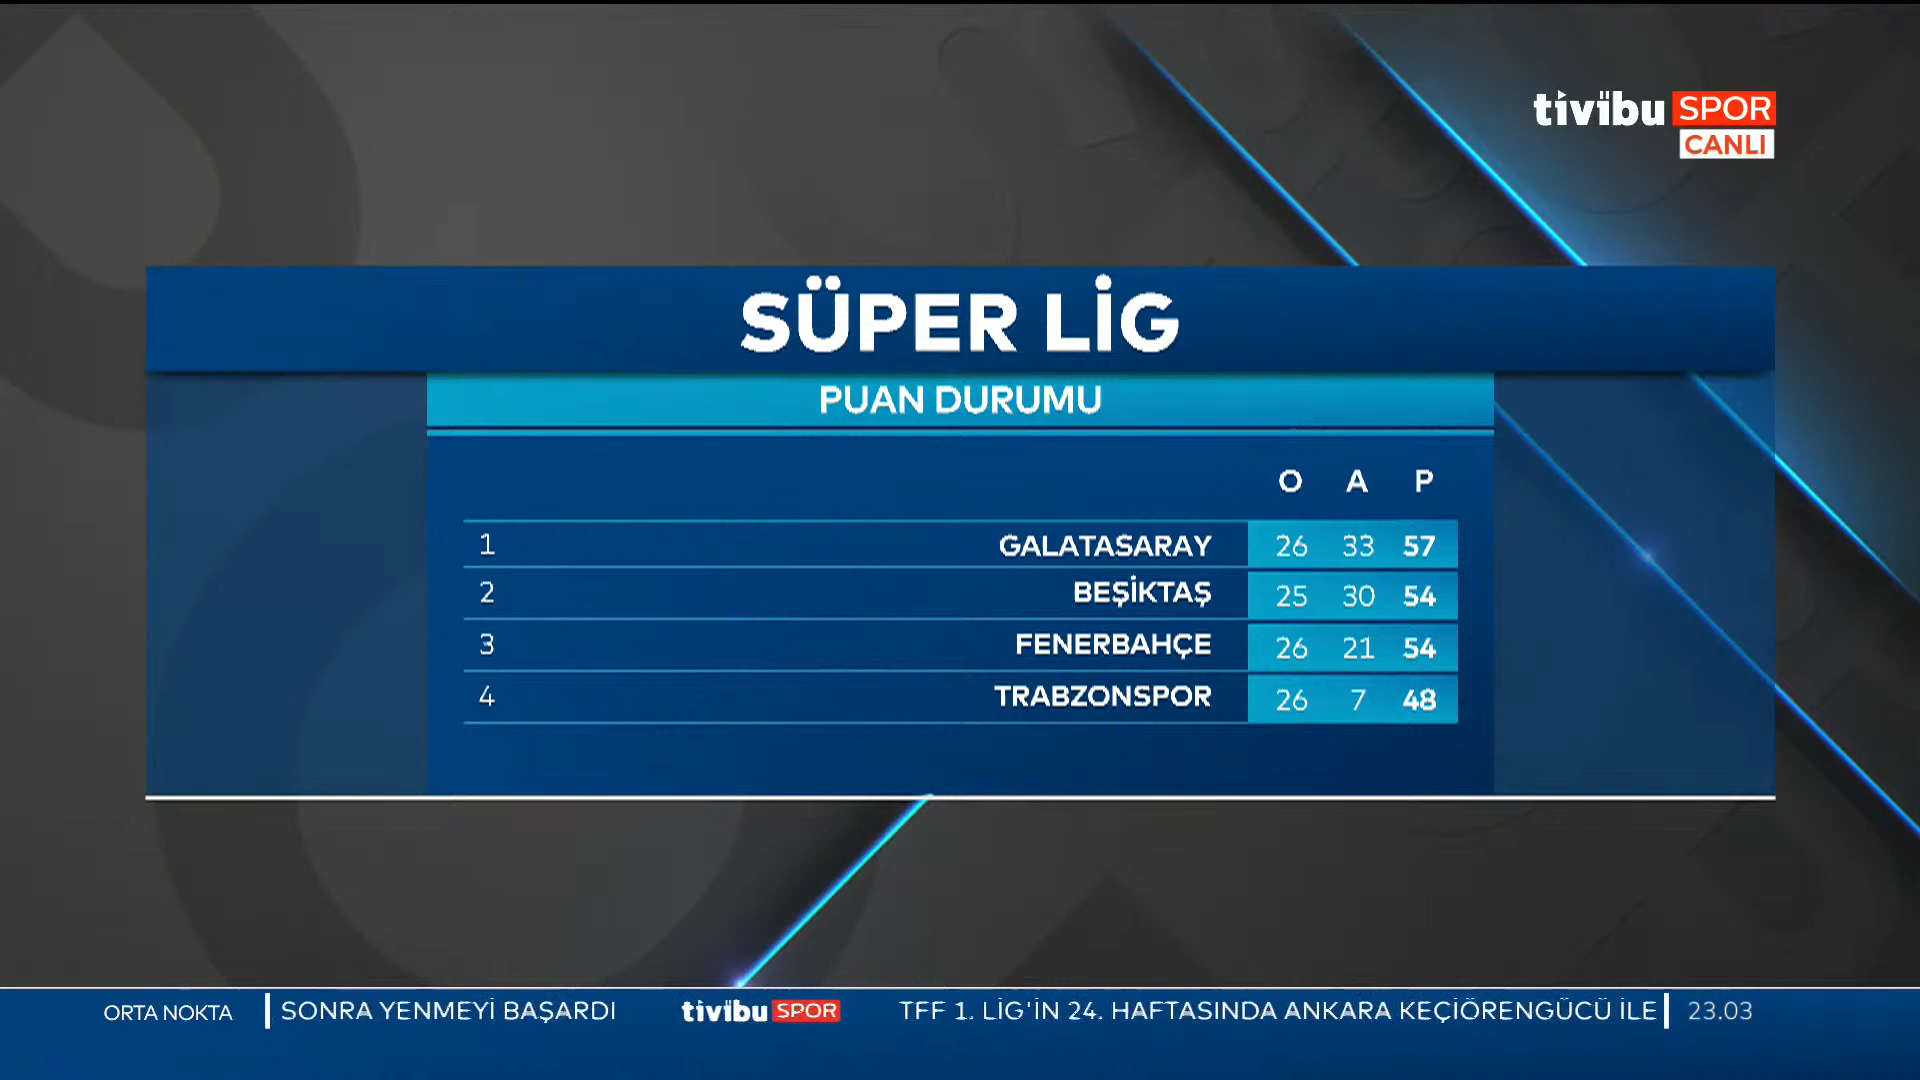 tivibu SPOR
CANLI
SÜPER LİG
PUAN DURUMU
O A P
1 GALATASARAY 26 33 57
2 BEŞİKTAŞ 25 30 54
3 FENERBAHÇE 26 21 54
4 TRABZONSPOR 26 7 48
ORTA NOKTA SONRA YENMEYİ BAŞARDI tivibu SPOR TFF 1. LİG'İN 24. HAFTASINDA ANKARA KEÇİÖRENGÜCÜ İLE 23.03